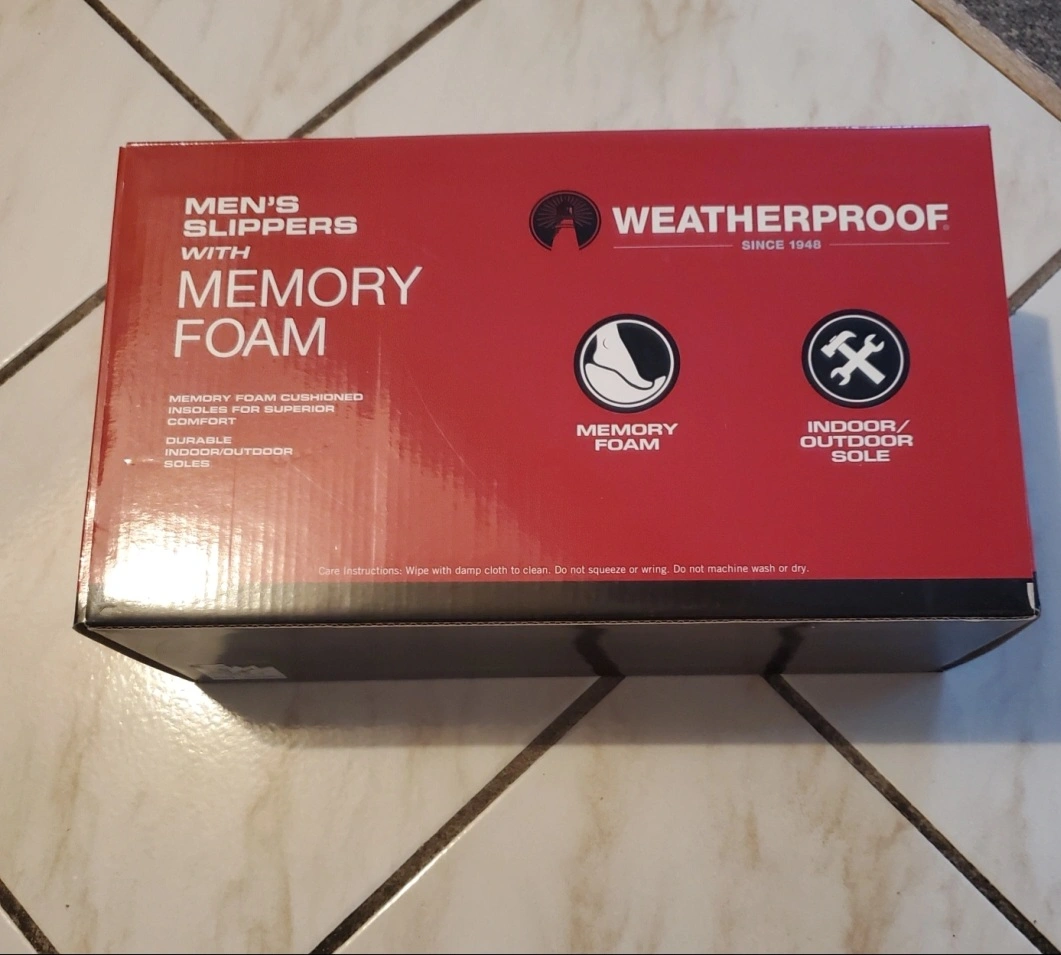 MEN'S
SLIPPERS
WITH
MEMORY
FOAM
MEMORY FOAM CUSHIONED
INSOLES FOR SUPERIOR
COMFORT
DURABLE
INDOOR/OUTDOOR
SOLES
WEATHERPROOF®
SINCE 1948
MEMORY
FOAM
INDOOR/
OUTDOOR
SOLE
Care Instructions: Wipe with damp cloth to clean. Do not squeeze or wring. Do not machine wash or dry.